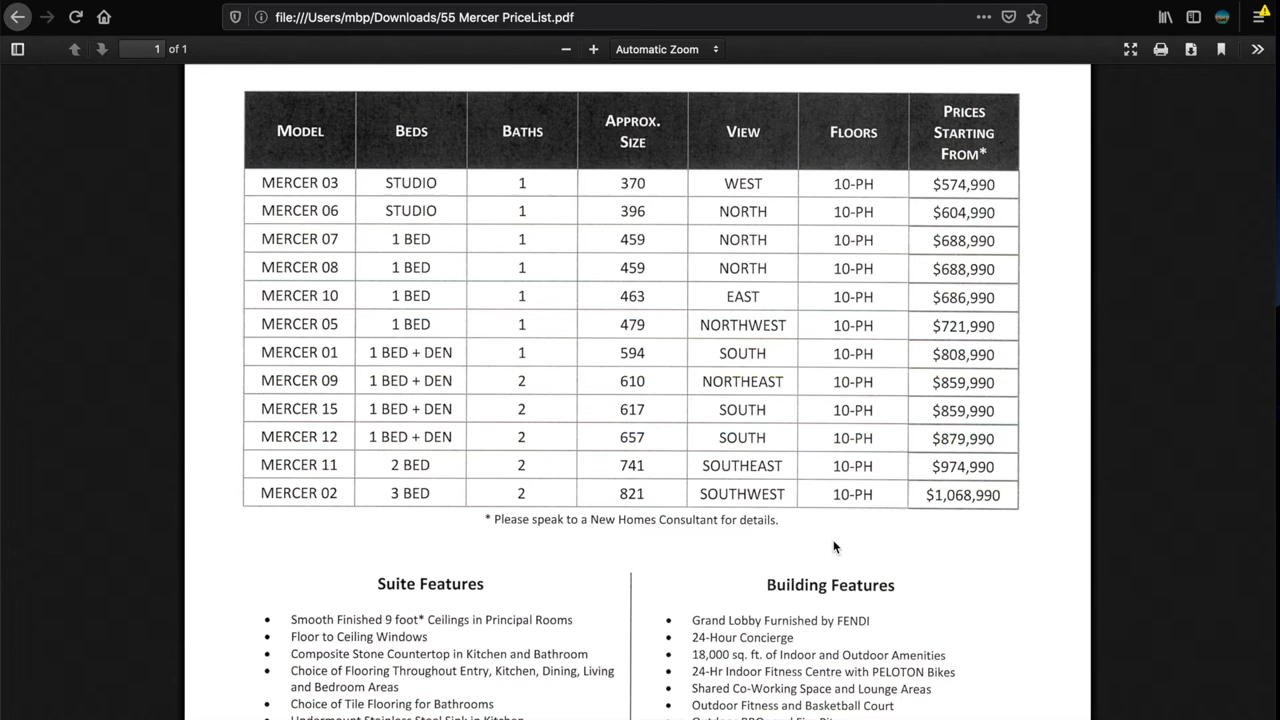 file:///Users/mbp/Downloads/55 Mercer PriceList.pdf
1 of 1
Automatic Zoom
MODEL BEDS BATHS APPROX. SIZE VIEW FLOORS PRICES STARTING FROM*
MERCER 03 STUDIO 1 370 WEST 10-PH $574,990
MERCER 06 STUDIO 1 396 NORTH 10-PH $604,990
MERCER 07 1 BED 1 459 NORTH 10-PH $688,990
MERCER 08 1 BED 1 459 NORTH 10-PH $688,990
MERCER 10 1 BED 1 463 EAST 10-PH $686,990
MERCER 05 1 BED 1 479 NORTHWEST 10-PH $721,990
MERCER 01 1 BED + DEN 1 594 SOUTH 10-PH $808,990
MERCER 09 1 BED + DEN 2 610 NORTHEAST 10-PH $859,990
MERCER 15 1 BED + DEN 2 617 SOUTH 10-PH $859,990
MERCER 12 1 BED + DEN 2 657 SOUTH 10-PH $879,990
MERCER 11 2 BED 2 741 SOUTHEAST 10-PH $974,990
MERCER 02 3 BED 2 821 SOUTHWEST 10-PH $1,068,990
* Please speak to a New Homes Consultant for details.
Suite Features
• Smooth Finished 9 foot* Ceilings in Principal Rooms
• Floor to Ceiling Windows
• Composite Stone Countertop in Kitchen and Bathroom
• Choice of Flooring Throughout Entry, Kitchen, Dining, Living
and Bedroom Areas
• Choice of Tile Flooring for Bathrooms
Undermount Stainless Steel Sink in Kitchen
Building Features
• Grand Lobby Furnished by FENDI
• 24-Hour Concierge
• 18,000 sq. ft. of Indoor and Outdoor Amenities
• 24-Hr Indoor Fitness Centre with PELOTON Bikes
• Shared Co-Working Space and Lounge Areas
• Outdoor Fitness and Basketball Court